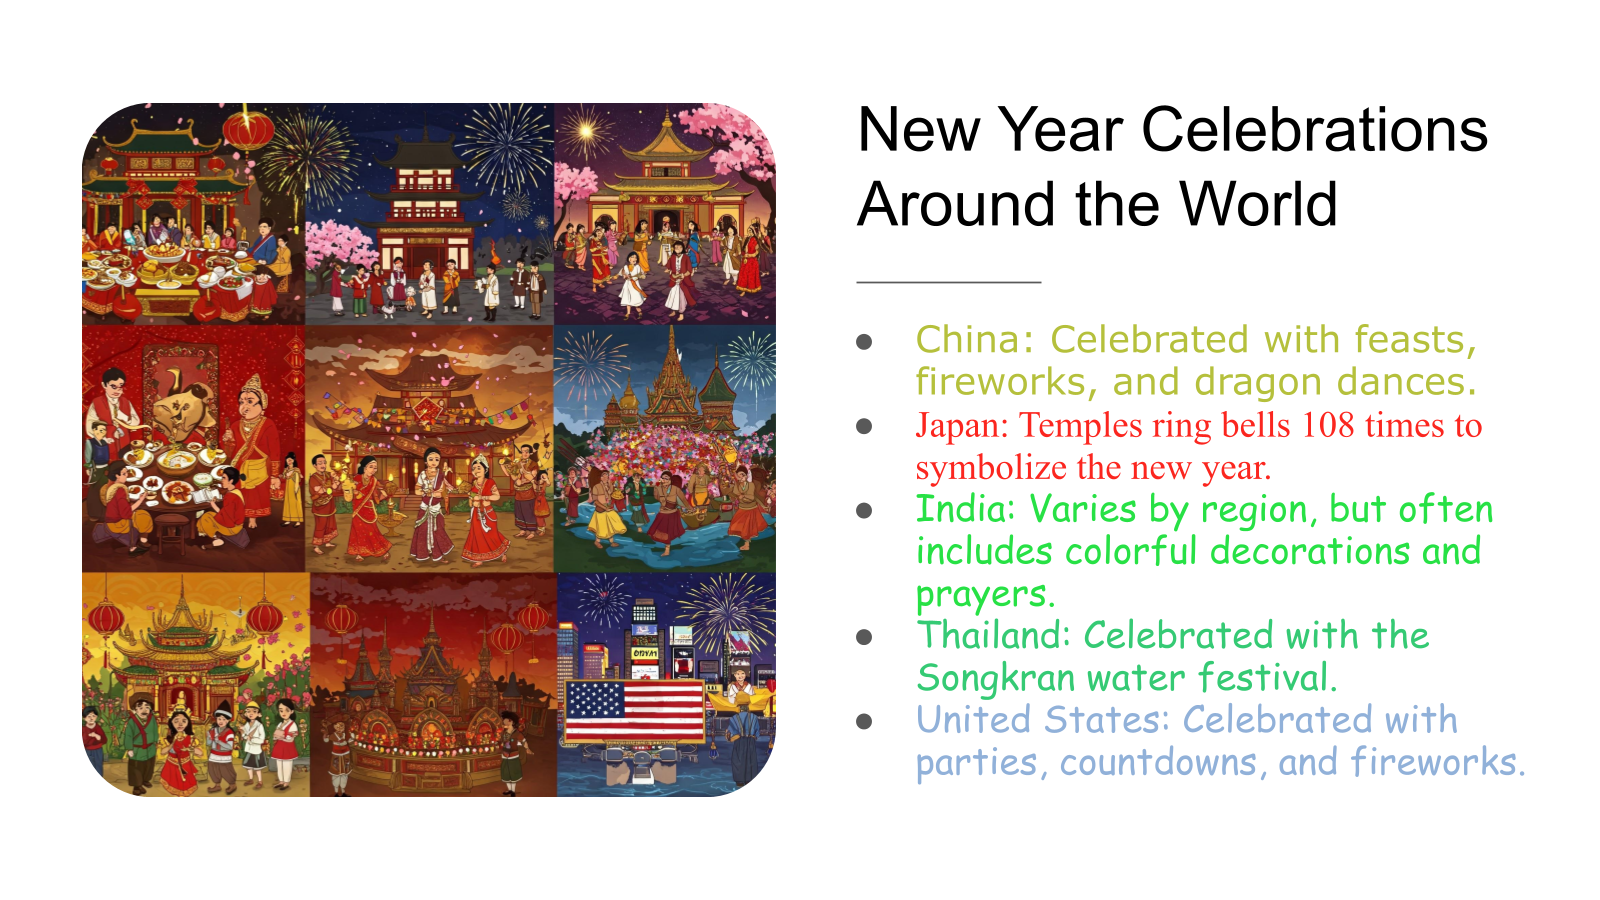 New Year Celebrations
Around the World
● China: Celebrated with feasts,
fireworks, and dragon dances.
● Japan: Temples ring bells 108 times to
symbolize the new year.
● India: Varies by region, but often
includes colorful decorations and
prayers.
● Thailand: Celebrated with the
Songkran water festival.
● United States: Celebrated with
parties, countdowns, and fireworks.